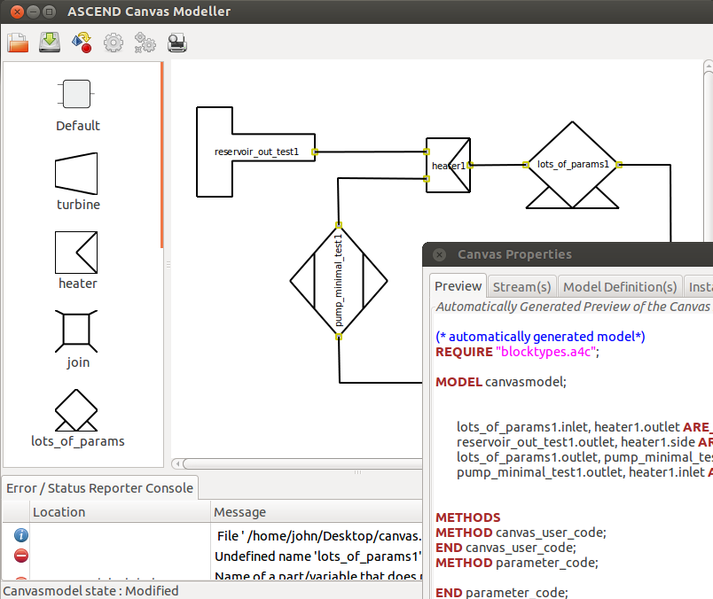 ASCEND Canvas Modeller
Default
turbine
heater
join
lots_of_params
reservoir_out_test1
heater1
lots_of_params1
pump_minimal_test1
Canvas Properties
Preview Stream(s) Model Definition(s) Insta
Automatically Generated Preview of the Canvas
(* automatically generated model*)
REQUIRE "blocktypes.a4c";
MODEL canvasmodel;
lots_of_params1.inlet, heater1.outlet ARE_
reservoir_out_test1.outlet, heater1.side AR
lots_of_params1.outlet, pump_minimal_tes
pump_minimal_test1.outlet, heater1.inlet A
METHODS
METHOD canvas_user_code;
END canvas_user_code;
METHOD parameter_code;
END parameter_code;
Error / Status Reporter Console
Location Message
File ' /home/john/Desktop/canvas.
Undefined name 'lots_of_params1'
Name of a part/variable that does
Canvasmodel state : Modified